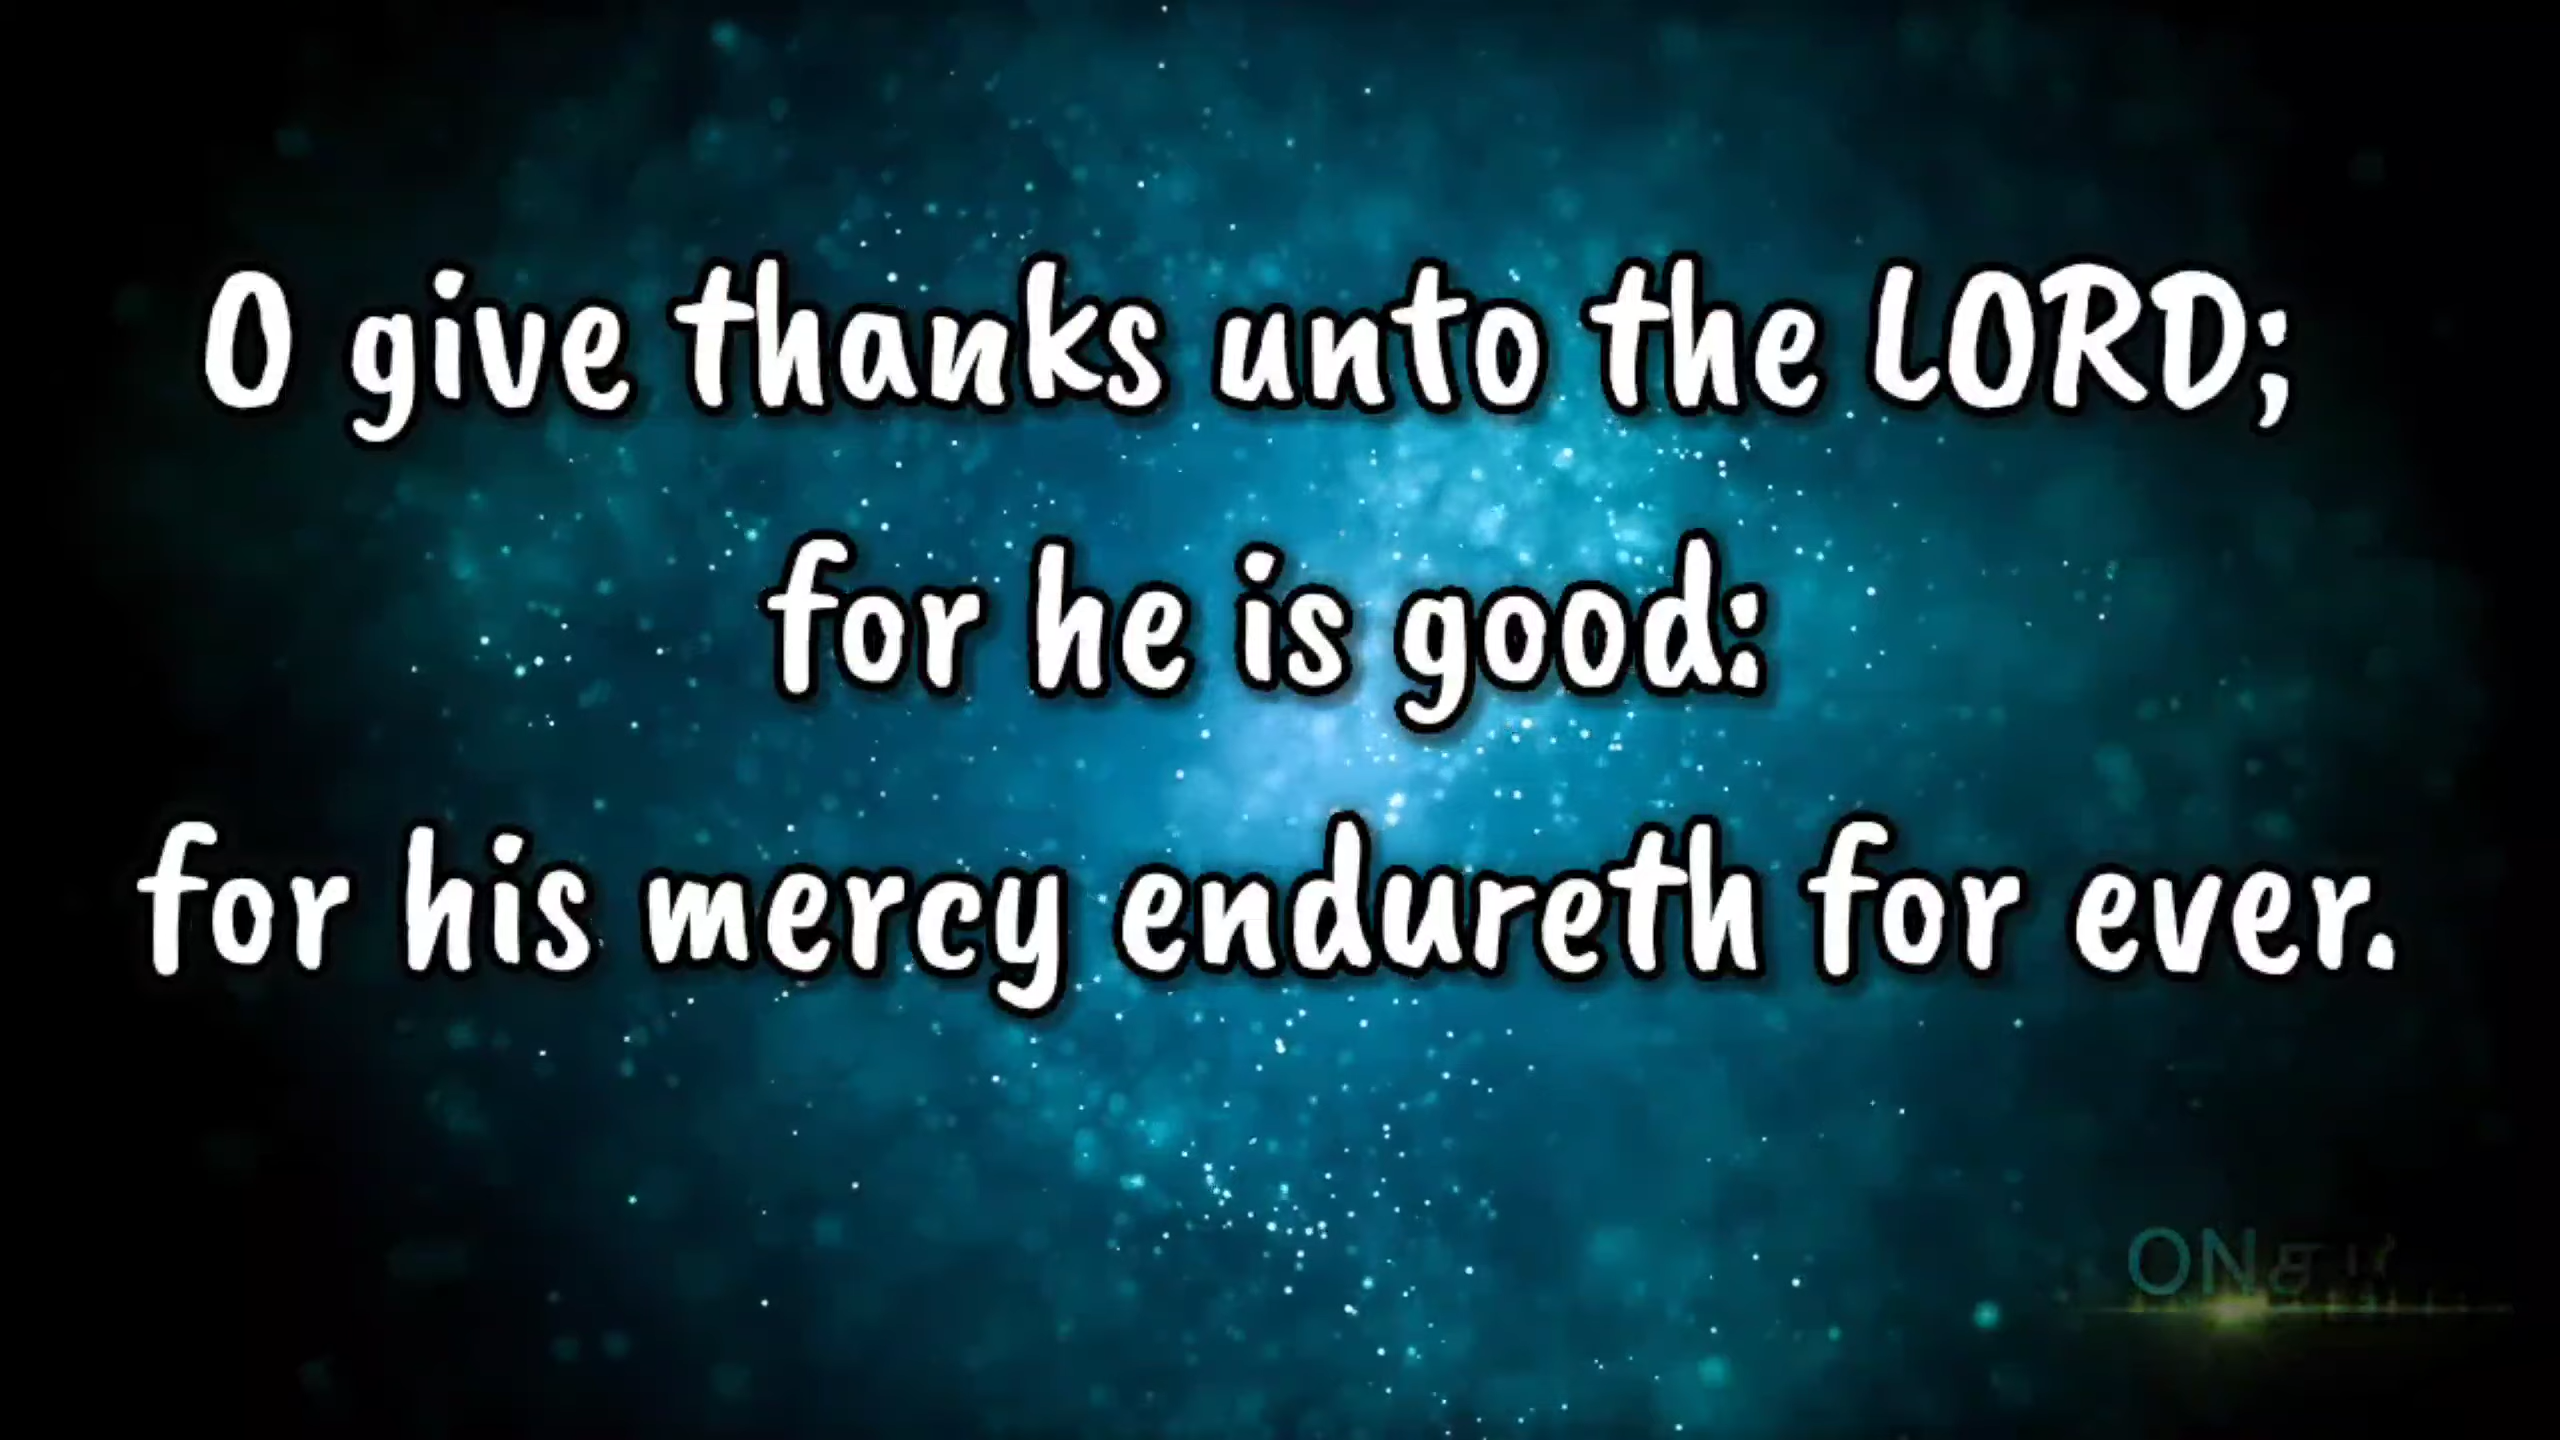 O give thanks unto the LORD;
for he is good:
for his mercy endureth for ever.